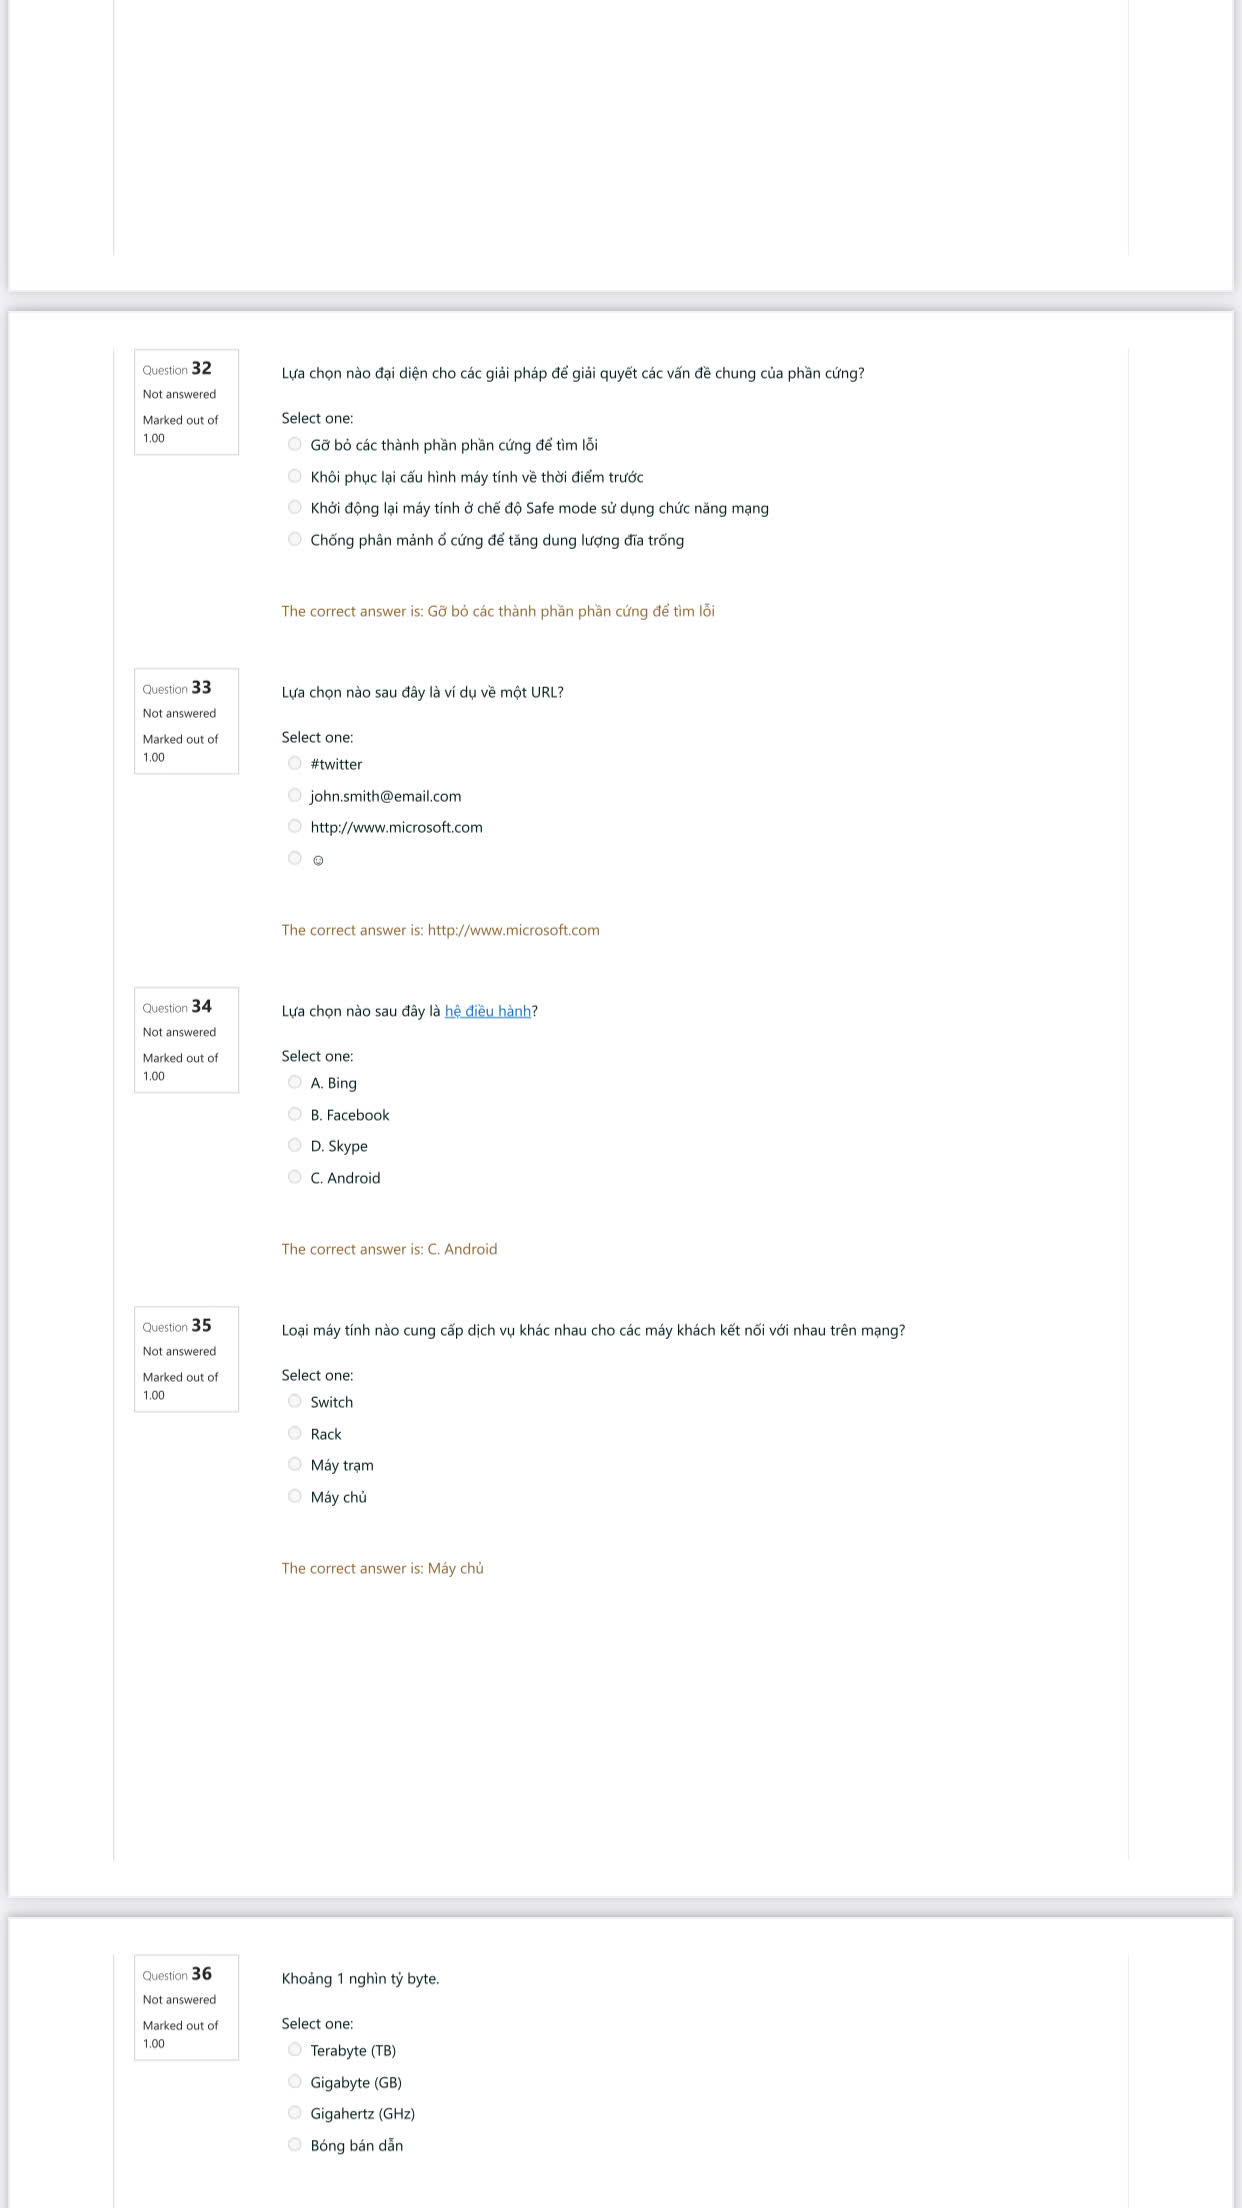 Question 32
Not answered
Marked out of
1.00
Lựa chọn nào đại diện cho các giải pháp để giải quyết các vấn đề chung của phần cứng?
Select one:
Gỡ bỏ các thành phần phần cứng để tìm lỗi
Khôi phục lại cấu hình máy tính về thời điểm trước
Khởi động lại máy tính ở chế độ Safe mode sử dụng chức năng mạng
Chống phân mảnh ổ cứng để tăng dung lượng đĩa trống
The correct answer is: Gỡ bỏ các thành phần phần cứng để tìm lỗi
Question 33
Not answered
Marked out of
1.00
Lựa chọn nào sau đây là ví dụ về một URL?
Select one:
#twitter
john.smith@email.com
http://www.microsoft.com
☺
The correct answer is: http://www.microsoft.com
Question 34
Not answered
Marked out of
1.00
Lựa chọn nào sau đây là hệ điều hành?
Select one:
A. Bing
B. Facebook
D. Skype
C. Android
The correct answer is: C. Android
Question 35
Not answered
Marked out of
1.00
Loại máy tính nào cung cấp dịch vụ khác nhau cho các máy khách kết nối với nhau trên mạng?
Select one:
Switch
Rack
Máy trạm
Máy chủ
The correct answer is: Máy chủ
Question 36
Not answered
Marked out of
1.00
Khoảng 1 nghìn tỷ byte.
Select one:
Terabyte (TB)
Gigabyte (GB)
Gigahertz (GHz)
Bóng bán dẫn